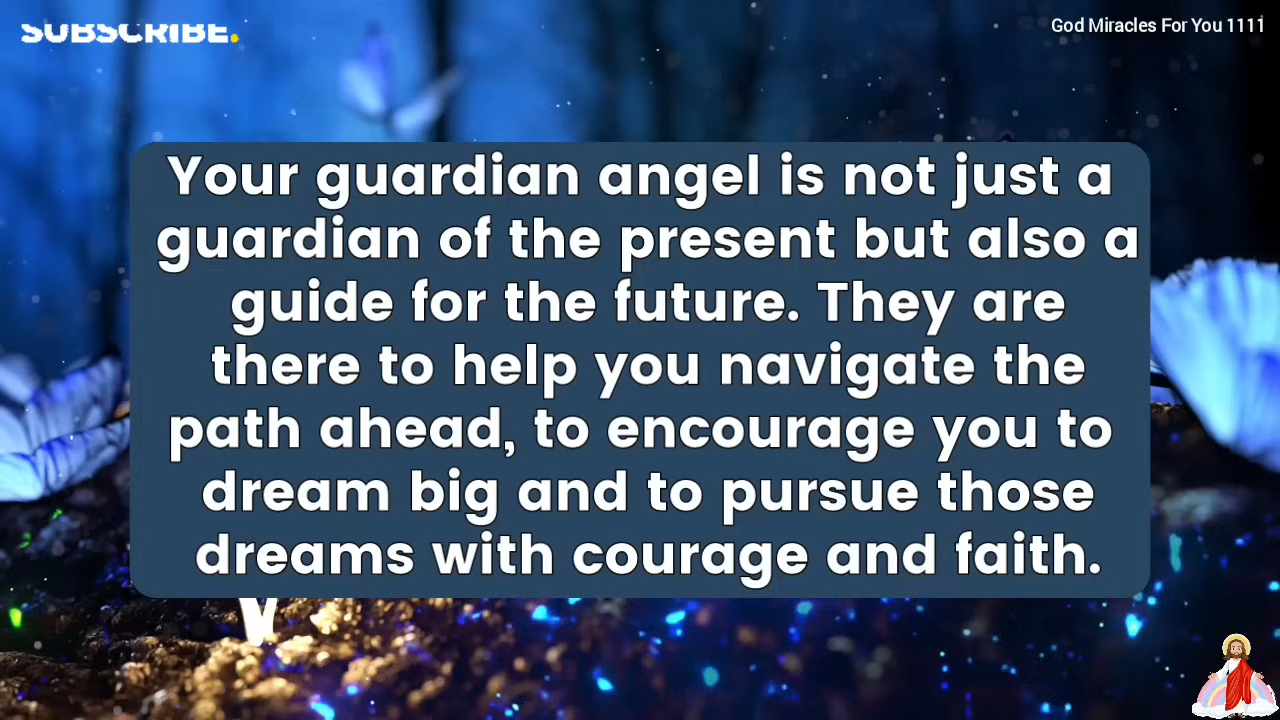 SUBSCRIBE.
God Miracles For You 1111
Your guardian angel is not just a
guardian of the present but also a
guide for the future. They are
there to help you navigate the
path ahead, to encourage you to
dream big and to pursue those
dreams with courage and faith.